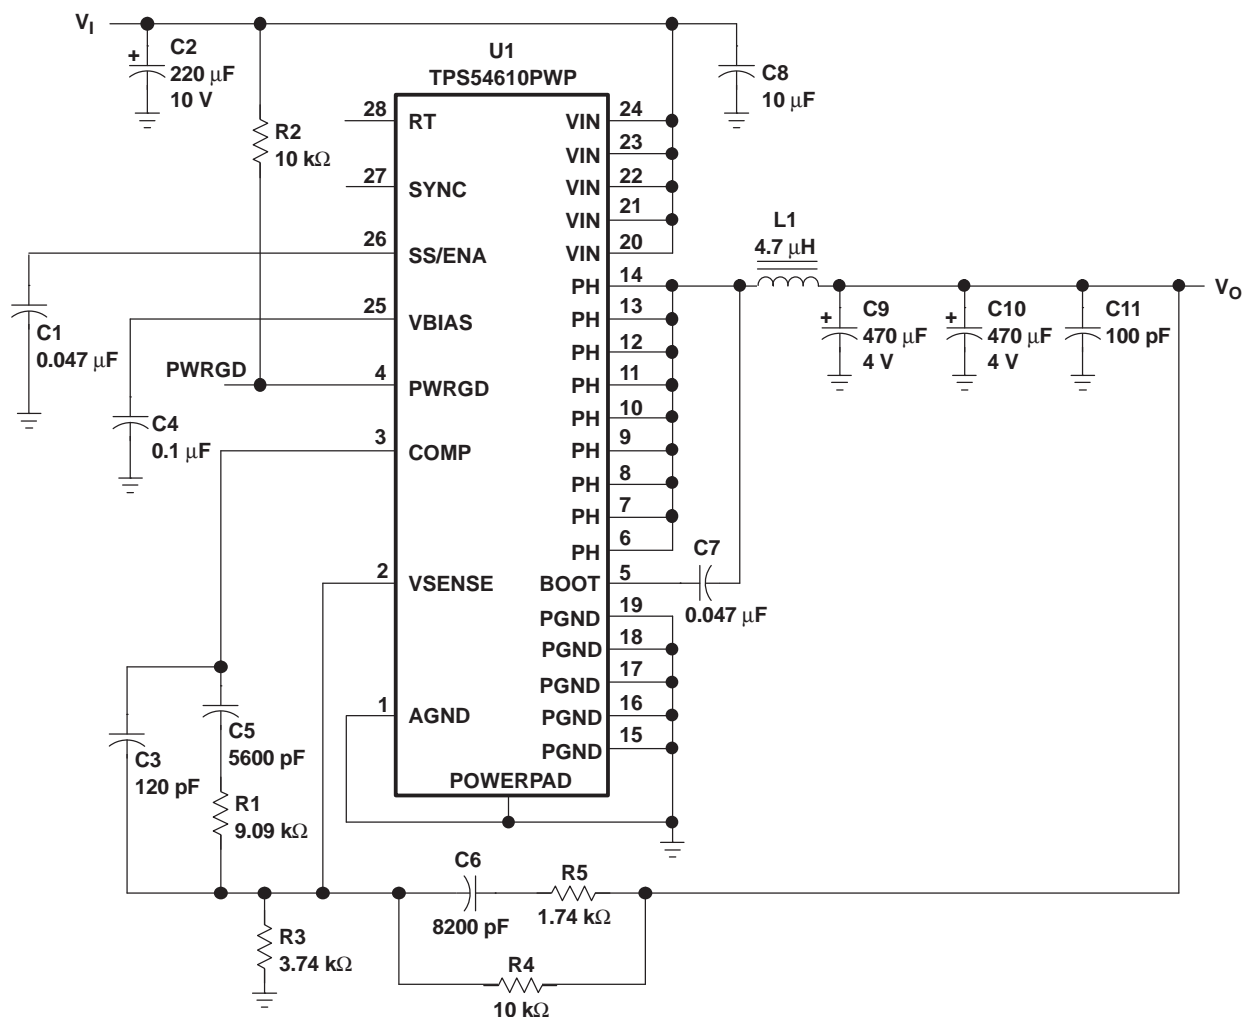 VI
C2
220 μF
10 V
R2
10 kΩ
U1
TPS54610PWP
C8
10 μF
28
RT
27
SYNC
26
SS/ENA
25
VBIAS
4
PWRGD
3
COMP
2
VSENSE
1
AGND
POWERPAD
VIN
24
VIN
23
VIN
22
VIN
21
VIN
20
PH
14
PH
13
PH
12
PH
11
PH
10
PH
9
PH
8
PH
7
PH
6
BOOT
5
PGND
19
PGND
18
PGND
17
PGND
16
PGND
15
C1
0.047 μF
C4
0.1 μF
PWRGD
L1
4.7 μH
VO
+
+
+
C9
470 μF
4 V
C10
470 μF
4 V
C11
100 pF
C7
0.047 μF
C3
120 pF
C5
5600 pF
R1
9.09 kΩ
R3
3.74 kΩ
C6
8200 pF
R5
1.74 kΩ
R4
10 kΩ